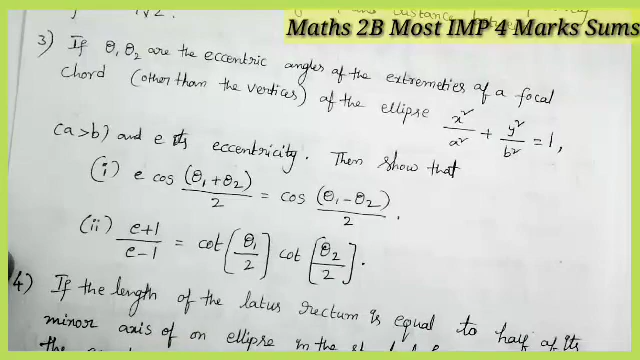 1√2.
distance
Maths 2B Most IMP 4 Marks Sums
3) If θ₁, θ₂ are the eccentric angles of the extremeties of a focal
chord (other than the vertices) of the ellipse x²/a² + y²/b² = 1,
(a>b) and e its eccentricity. Then show that
(i) e cos (θ₁+θ₂)/2 = cos (θ₁-θ₂)/2.
(ii) e+1/e-1 = cot[θ₁/2] cot[θ₂/2].
4) If the length of the latus rectum is equal to half of its
minor axis of on ellipse in the